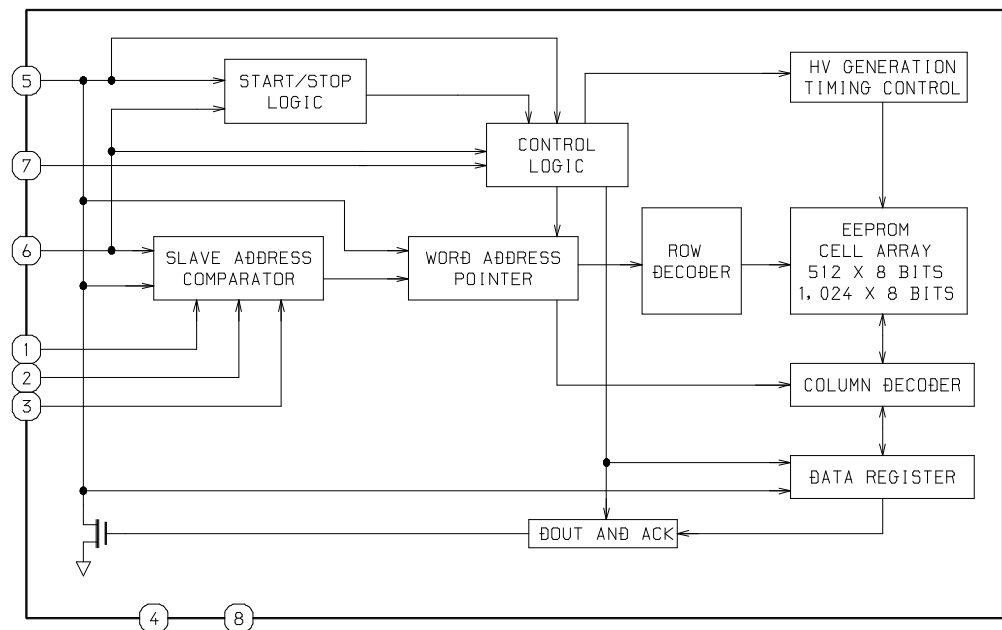 5
START/STOP
LOGIC
HV GENERATION
TIMING CONTROL
CONTROL
LOGIC
7
6
SLAVE ADDRESS
COMPARATOR
WORD ADDRESS
POINTER
ROW
DECODER
EEPROM
CELL ARRAY
512 X 8 BITS
1,024 X 8 BITS
1
2
3
COLUMN DECODER
DATA REGISTER
DOUT AND ACK
4
8